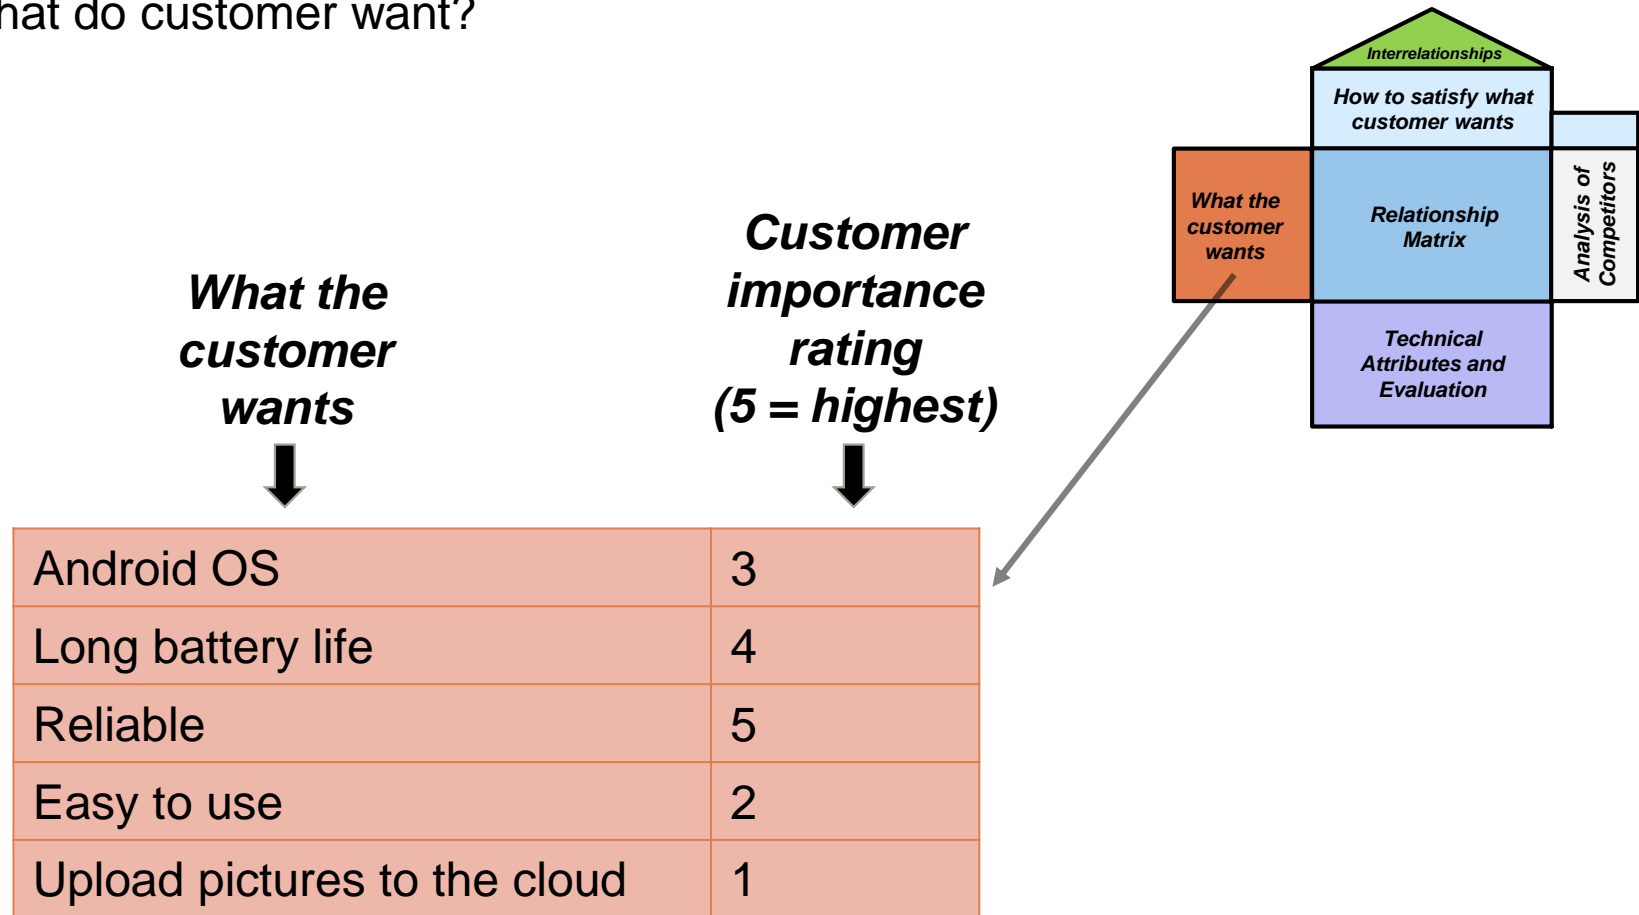 hat do customer want?
Interrelationships
How to satisfy what
customer wants
What the
customer
wants
Relationship
Matrix
Analysis of
Competitors
Technical
Attributes and
Evaluation
What the
customer
wants
Customer
importance
rating
(5 = highest)
Android OS 3
Long battery life 4
Reliable 5
Easy to use 2
Upload pictures to the cloud 1